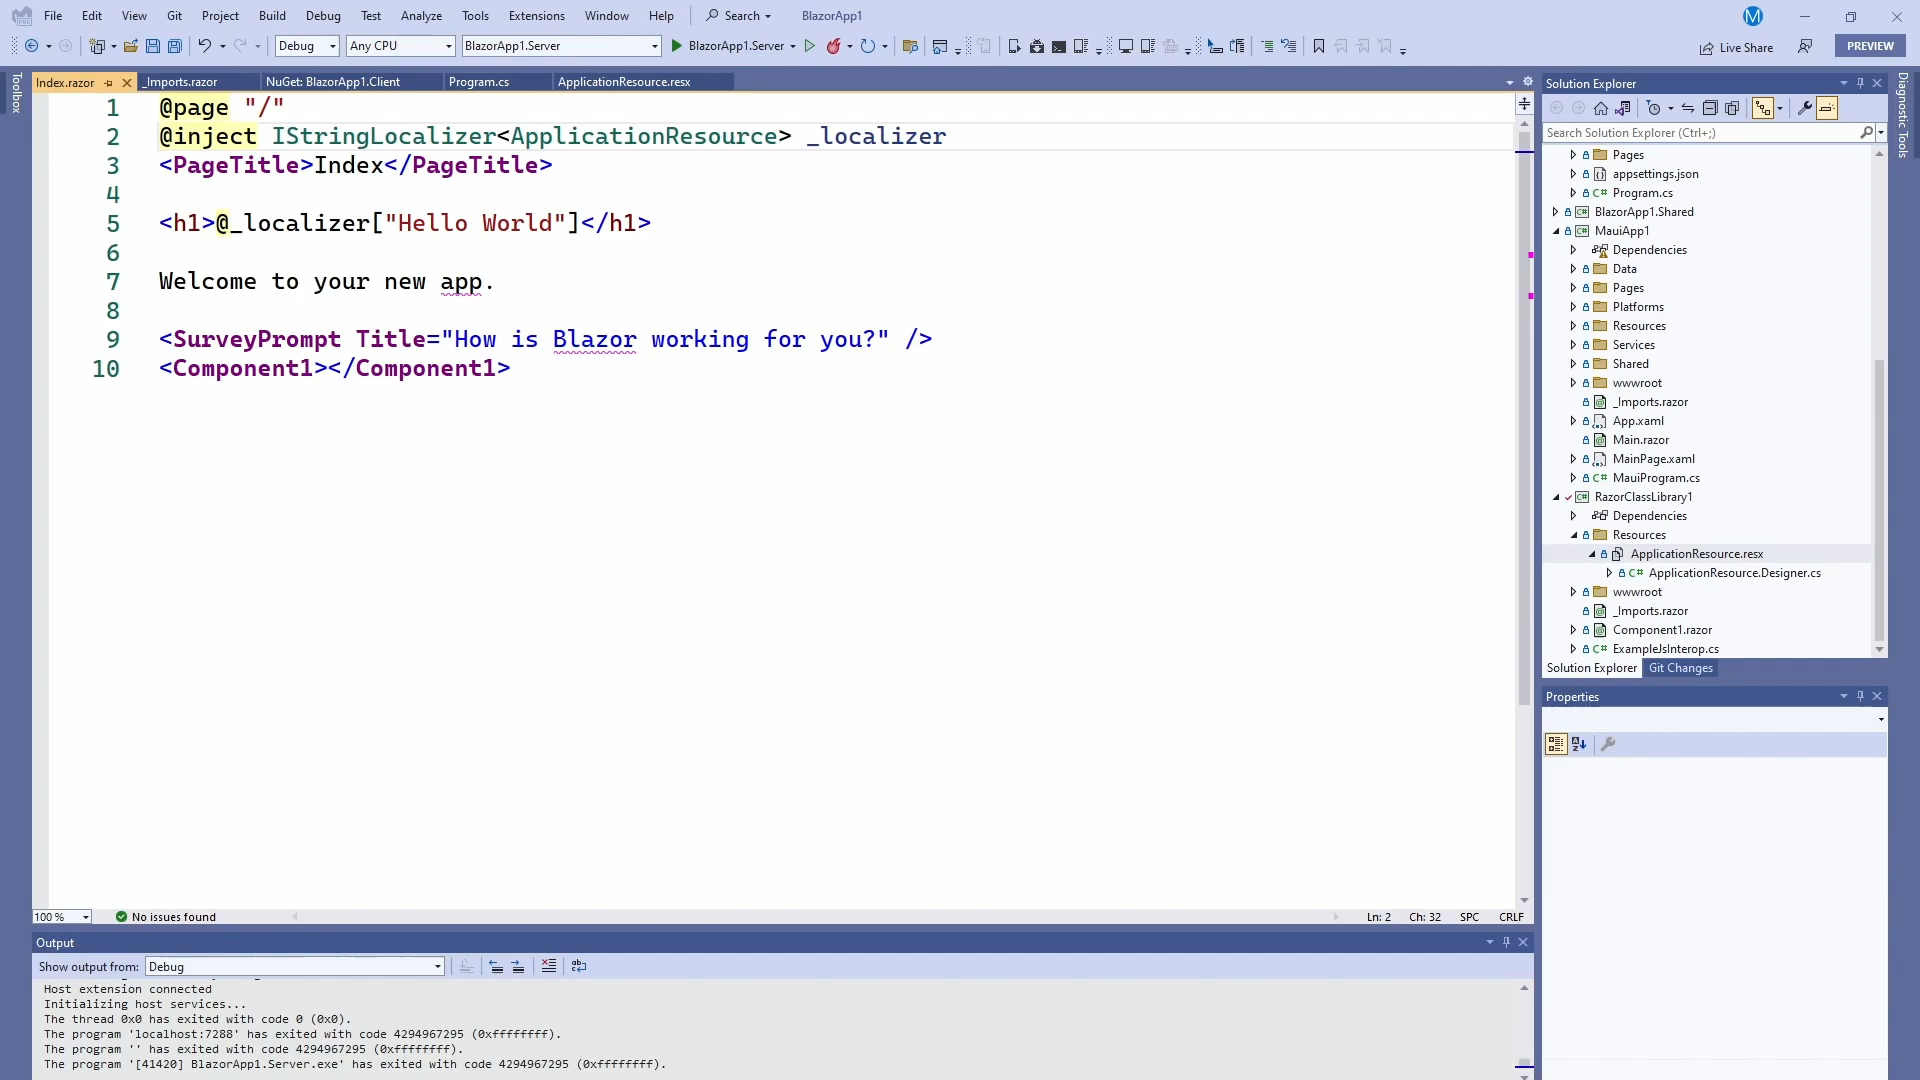 File Edit View Git Project Build Debug Test Analyze Tools Extensions Window Help Search BlazorApp1 M
Debug Any CPU BlazorApp1.Server BlazorApp1.Server Live Share PREVIEW
Toolbox
Index.razor _Imports.razor NuGet: BlazorApp1.Client Program.cs ApplicationResource.resx
1 @page "/"
2 @inject IStringLocalizer<ApplicationResource> _localizer
3 <PageTitle>Index</PageTitle>
4
5 <h1>@_localizer["Hello World"]</h1>
6
7 Welcome to your new app.
8
9 <SurveyPrompt Title="How is Blazor working for you?" />
10 <Component1></Component1>
100 % No issues found Ln: 2 Ch: 32 SPC CRLF
Output
Show output from: Debug
Host extension connected
Initializing host services...
The thread 0x0 has exited with code 0 (0x0).
The program 'localhost:7288' has exited with code 4294967295 (0xffffffff).
The program '' has exited with code 4294967295 (0xffffffff).
The program '[41420] BlazorApp1.Server.exe' has exited with code 4294967295 (0xffffffff).
Solution Explorer
Search Solution Explorer (Ctrl+;)
Pages
appsettings.json
C# Program.cs
BlazorApp1.Shared
MauiApp1
Dependencies
Data
Pages
Platforms
Resources
Services
Shared
wwwroot
_Imports.razor
App.xaml
Main.razor
MainPage.xaml
C# MauiProgram.cs
RazorClassLibrary1
Dependencies
Resources
ApplicationResource.resx
C# ApplicationResource.Designer.cs
wwwroot
_Imports.razor
Component1.razor
C# ExampleJsInterop.cs
Solution Explorer Git Changes
Properties
Diagnostic Tools